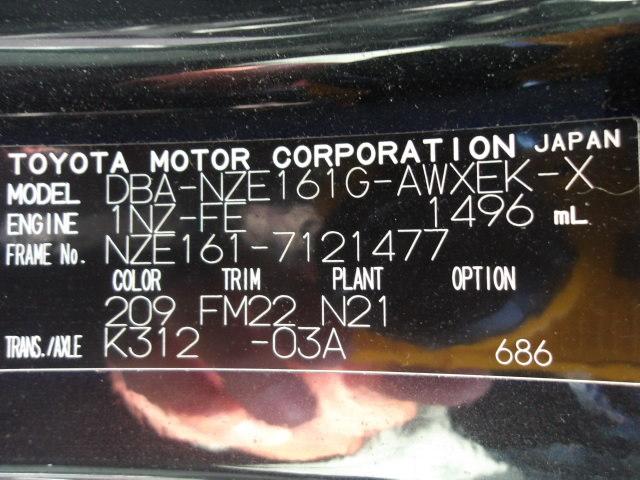 TOYOTA MOTOR CORPORATION JAPAN
MODEL DBA-NZE161G-AWXEK-X
ENGINE 1NZ-FE 1496 mL
FRAME No. NZE161-7121477
COLOR TRIM PLANT OPTION
209 FM22 N21
TRANS./AXLE K312 -03A 686